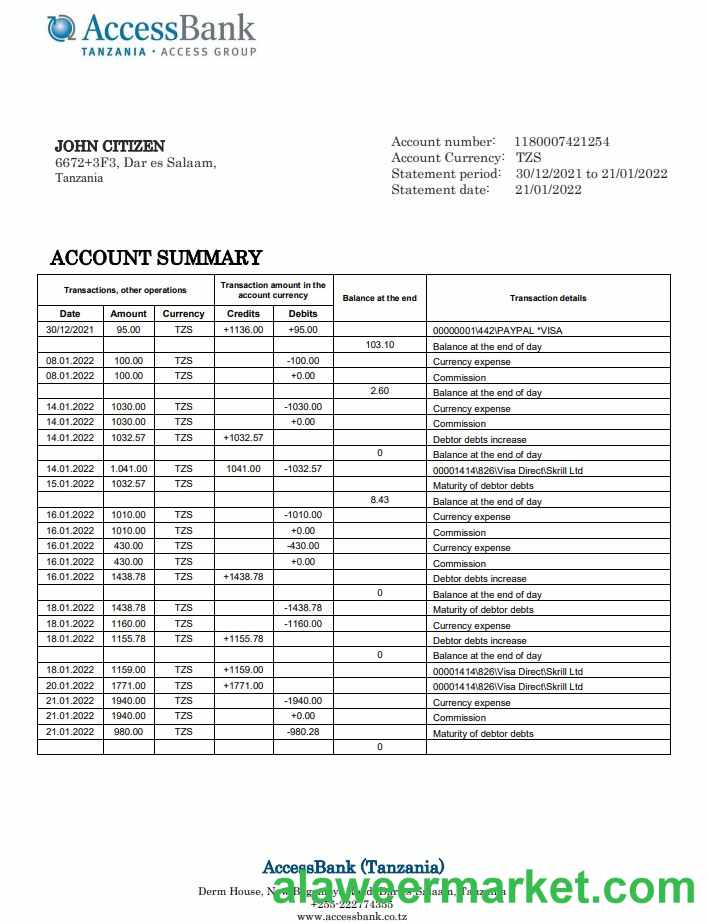 AccessBank
TANZANIA · ACCESS GROUP
JOHN CITIZEN
6672+3F3, Dar es Salaam,
Tanzania
Account number: 1180007421254
Account Currency: TZS
Statement period: 30/12/2021 to 21/01/2022
Statement date: 21/01/2022
ACCOUNT SUMMARY
Transactions, other operations
Transaction amount in the account currency
Balance at the end
Transaction details
Date Amount Currency Credits Debits
30/12/2021 95.00 TZS +1136.00 +95.00 00000001\442\PAYPAL *VISA
103.10 Balance at the end of day
08.01.2022 100.00 TZS -100.00 Currency expense
08.01.2022 100.00 TZS +0.00 Commission
2.60 Balance at the end of day
14.01.2022 1030.00 TZS -1030.00 Currency expense
14.01.2022 1030.00 TZS +0.00 Commission
14.01.2022 1032.57 TZS +1032.57 Debtor debts increase
0 Balance at the end of day
14.01.2022 1.041.00 TZS 1041.00 -1032.57 00001414\826\Visa Direct\Skrill Ltd
15.01.2022 1032.57 TZS Maturity of debtor debts
8.43 Balance at the end of day
16.01.2022 1010.00 TZS -1010.00 Currency expense
16.01.2022 1010.00 TZS +0.00 Commission
16.01.2022 430.00 TZS -430.00 Currency expense
16.01.2022 430.00 TZS +0.00 Commission
16.01.2022 1438.78 TZS +1438.78 Debtor debts increase
0 Balance at the end of day
18.01.2022 1438.78 TZS -1438.78 Maturity of debtor debts
18.01.2022 1160.00 TZS -1160.00 Currency expense
18.01.2022 1155.78 TZS +1155.78 Debtor debts increase
0 Balance at the end of day
18.01.2022 1159.00 TZS +1159.00 00001414\826\Visa Direct\Skrill Ltd
20.01.2022 1771.00 TZS +1771.00 00001414\826\Visa Direct\Skrill Ltd
21.01.2022 1940.00 TZS -1940.00 Currency expense
21.01.2022 1940.00 TZS +0.00 Commission
21.01.2022 980.00 TZS -980.28 Maturity of debtor debts
0
AccessBank (Tanzania)
Derm House, Salaam, Tanzania
alaweermarket.com
+255-222774355
www.accessbank.co.tz